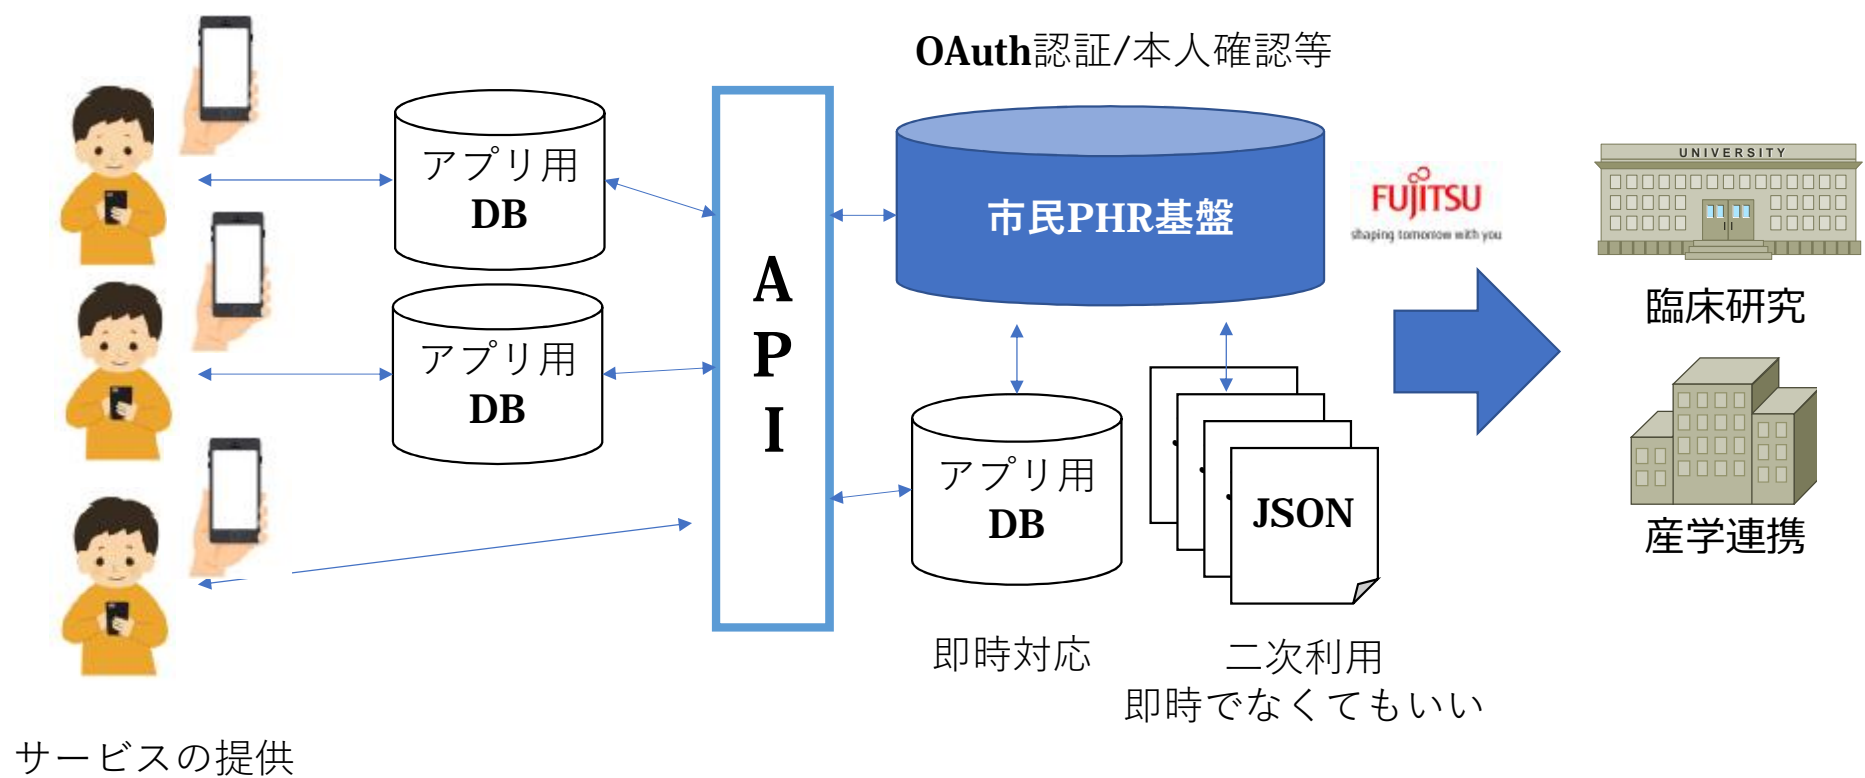 OAuth認証/本人確認等
アプリ用
DB
アプリ用
DB
A
P
I
市民PHR基盤
FUJITSU
shaping tomorrow with you
UNIVERSITY
臨床研究
産学連携
アプリ用
DB
JSON
即時対応
二次利用
即時でなくてもいい
サービスの提供